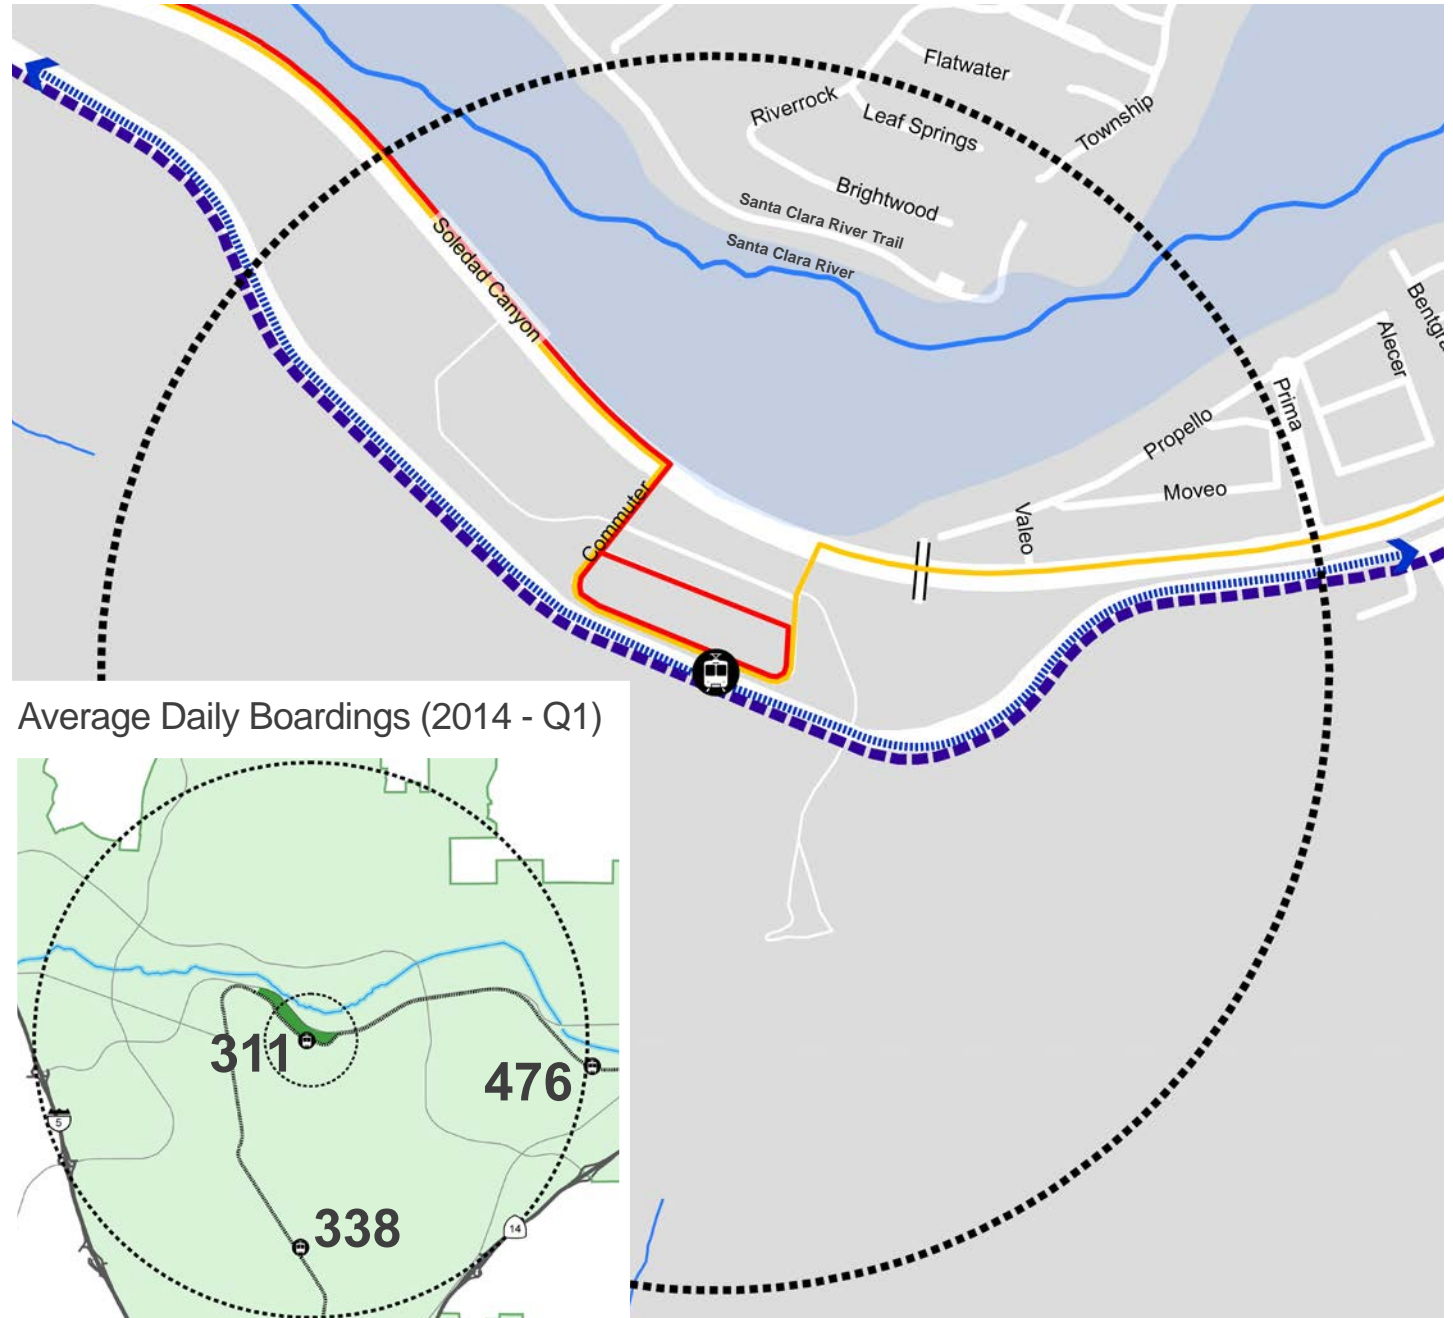 Flatwater
Riverrock
Leaf Springs
Township
Brightwood
Santa Clara River Trail
Santa Clara River
Soledad Canyon
Alecer
Prima
Propello
Moveo
Valeo
Commuter
Average Daily Boardings (2014 - Q1)
311
476
5
338
14